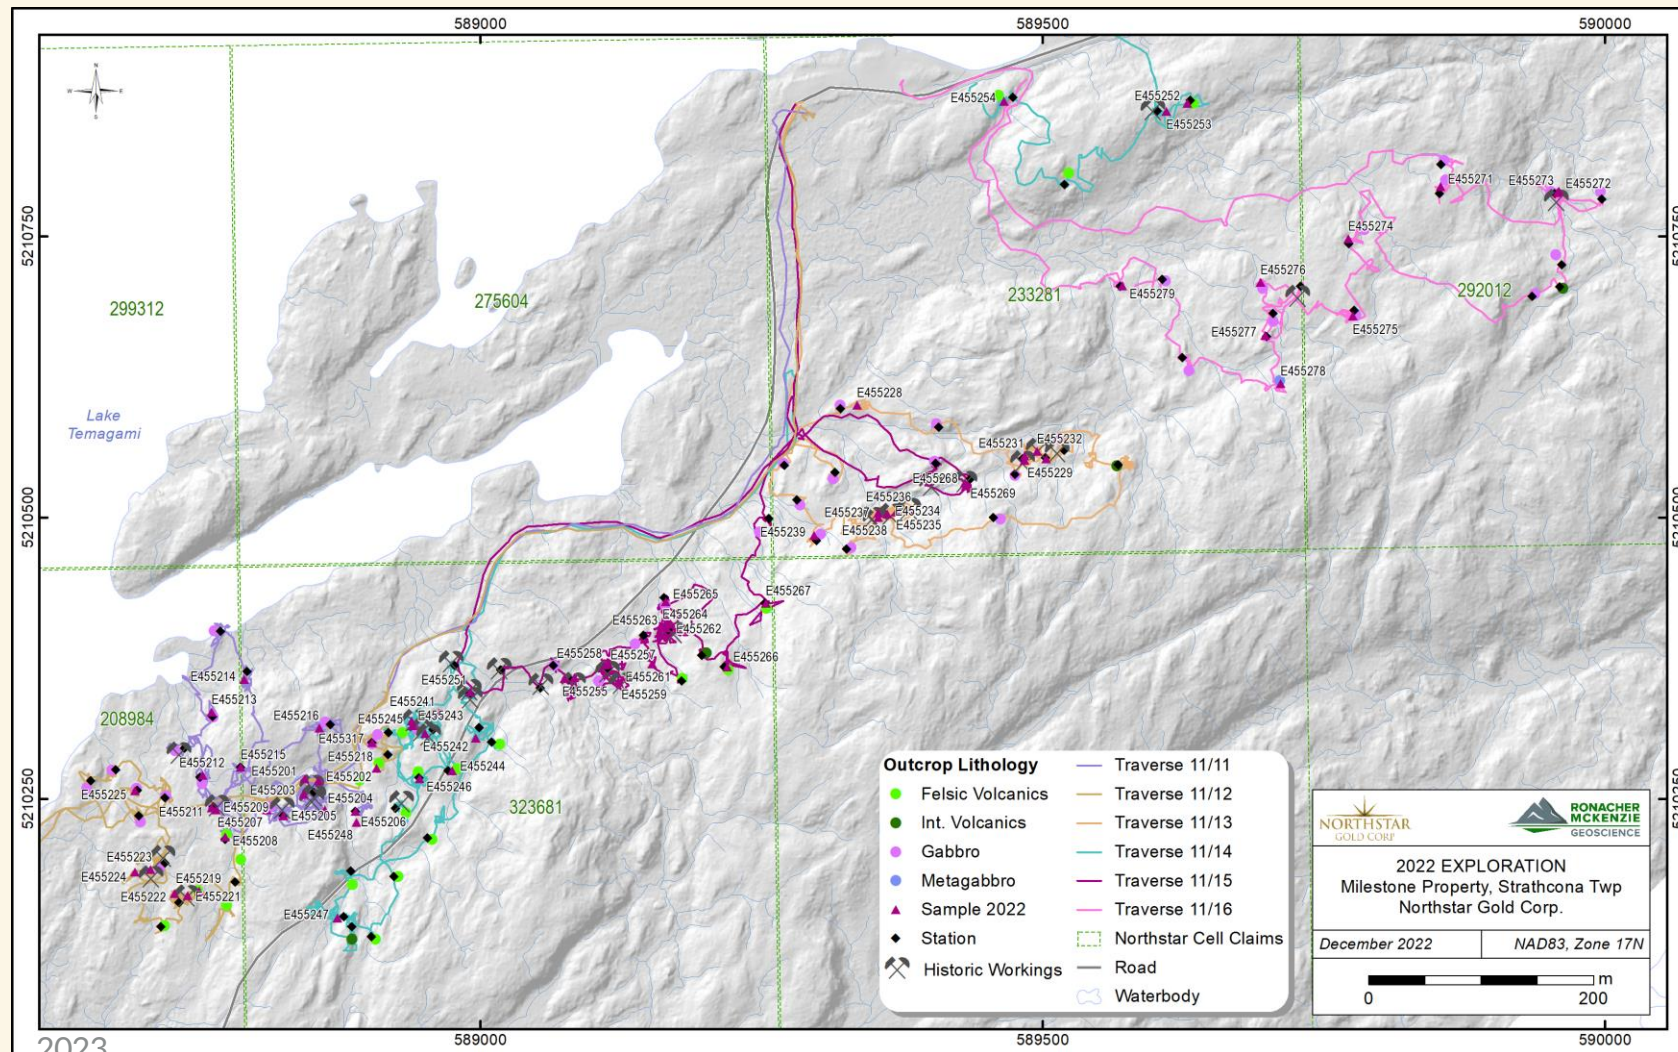 589000
589500
590000
N
W
E
S
5210750
5210500
5210250
5210750
5210500
5210250
299312
275604
233281
292012
208984
323681
Lake
Temagami
E455254
E455252
E455253
E455271
E455273
E455272
E455274
E455276
E455279
E455275
E455277
E455278
E455228
E455231
E455232
E455229
E455268
E455269
E455236
E455237
E455234
E455235
E455238
E455239
E455267
E455265
E455264
E455263
E455262
E455266
E455258
E455257
E455261
E455255
E455259
E455251
E455214
E455213
E455216
E455245
E455241
E455243
E455317
E455242
E455218
E455215
E455212
E455201
E455202
E455244
E455246
E455203
E455225
E455211
E455209
E455204
E455207
E455205
E455206
E455208
E455248
E455223
E455224
E455219
E455222
E455221
E455247
Outcrop Lithology
Felsic Volcanics
Int. Volcanics
Gabbro
Metagabbro
Sample 2022
Station
Historic Workings
Traverse 11/11
Traverse 11/12
Traverse 11/13
Traverse 11/14
Traverse 11/15
Traverse 11/16
Northstar Cell Claims
Road
Waterbody
NORTHSTAR
GOLD CORP
RONACHER
MCKENZIE
GEOSCIENCE
2022 EXPLORATION
Milestone Property, Strathcona Twp
Northstar Gold Corp.
December 2022
NAD83, Zone 17N
m
0
200
589000
589500
590000
2023